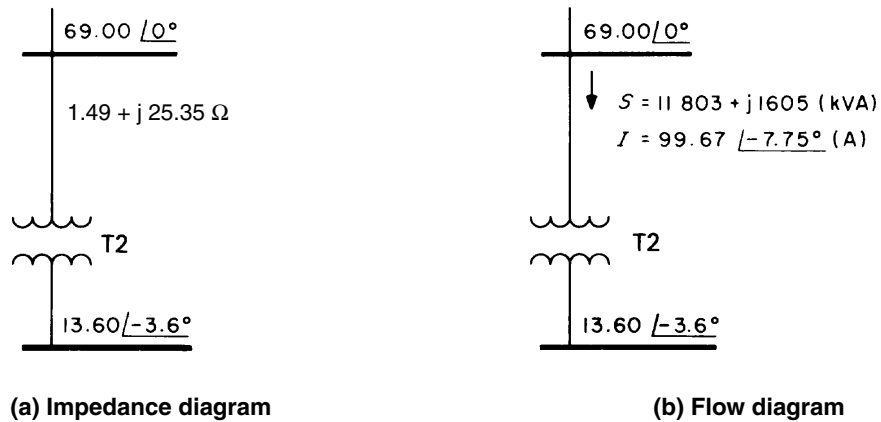 69.00 /0°
1.49 + j 25.35 Ω
T2
13.60 /-3.6°
(a) Impedance diagram
69.00 /0°
S = 11 803 + j 1605 (kVA)
I = 99.67 /-7.75° (A)
T2
13.60 /-3.6°
(b) Flow diagram